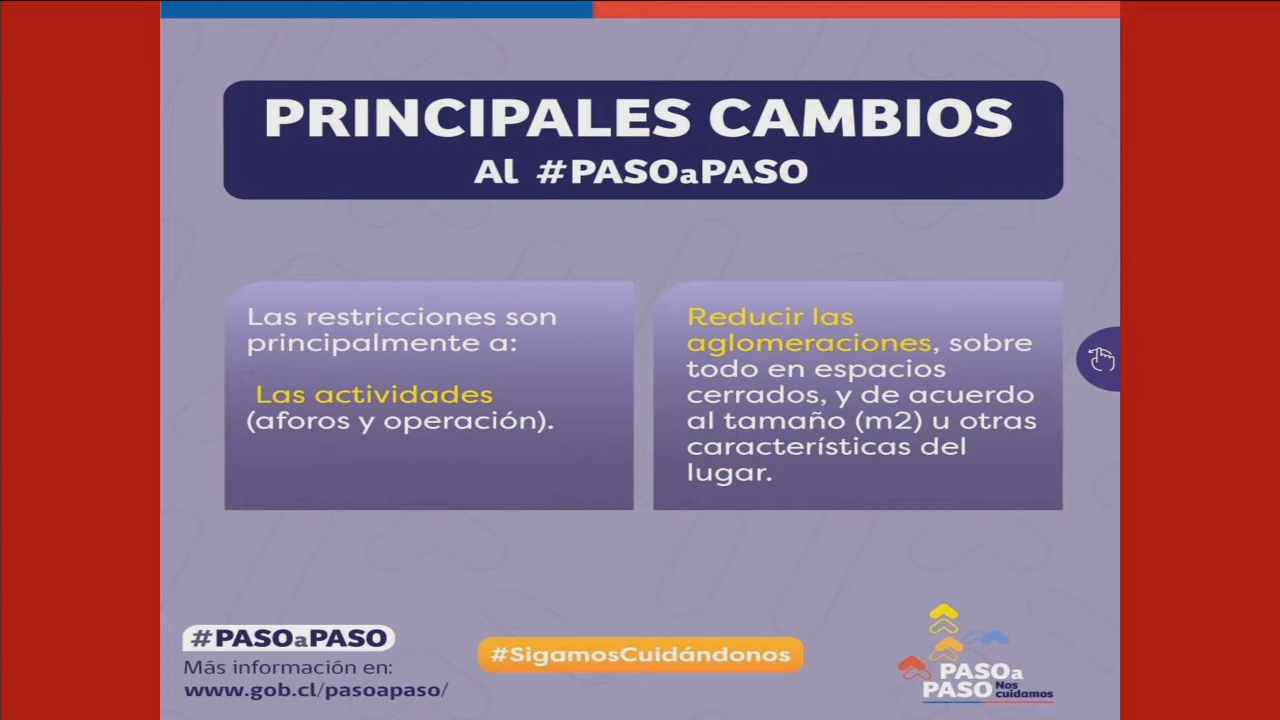 PRINCIPALES CAMBIOS
Al #PASOaPASO
Las restricciones son
principalmente a:
Las actividades
(aforos y operación).
Reducir las
aglomeraciones, sobre
todo en espacios
cerrados, y de acuerdo
al tamaño (m2) u otras
características del
lugar.
#PASOaPASO
Más información en:
www.gob.cl/pasoapaso/
#SigamosCuidándonos
PASOa
PASO Nos
cuidamos